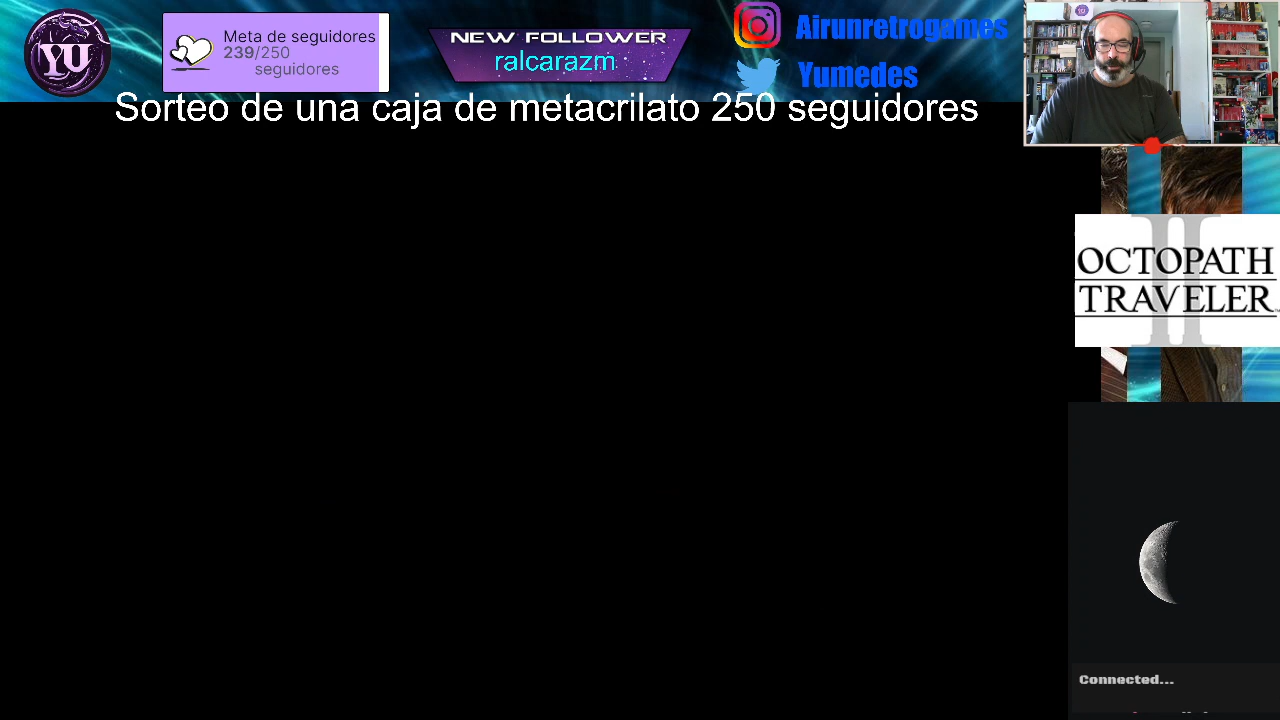 YU
Meta de seguidores
239/250
seguidores
NEW FOLLOWER
ralcarazm
Airunretrogames
Yumedes
Sorteo de una caja de metacrilato 250 seguidores
OCTOPATH
TRAVELER
Connected...